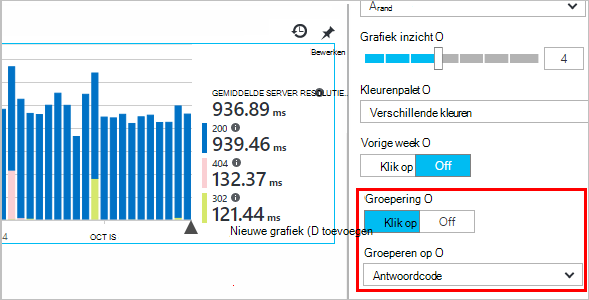 Bewerken
GEMIDDELDE SERVER RESOLUTIE...
936.89 ms
200
939.46 ms
404
132.37 ms
302
121.44 ms
4
OCT IS
Nieuwe grafiek (D toevoegen
Arand
Grafiek inzicht O
4
Kleurenpalet O
Verschillende kleuren
Vorige week O
Klik op Off
Groepering O
Klik op Off
Groeperen op O
Antwoordcode